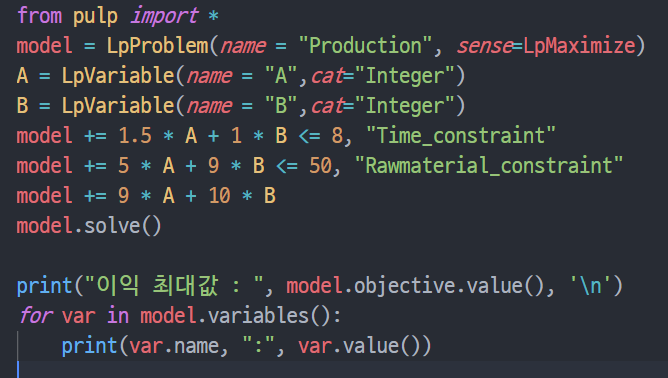 from pulp import *
model = LpProblem(name = "Production", sense=LpMaximize)
A = LpVariable(name = "A",cat="Integer")
B = LpVariable(name = "B",cat="Integer")
model += 1.5 * A + 1 * B <= 8, "Time_constraint"
model += 5 * A + 9 * B <= 50, "Rawmaterial_constraint"
model += 9 * A + 10 * B
model.solve()

print("이익 최대값 : ", model.objective.value(), '\n')
for var in model.variables():
    print(var.name, ":", var.value())